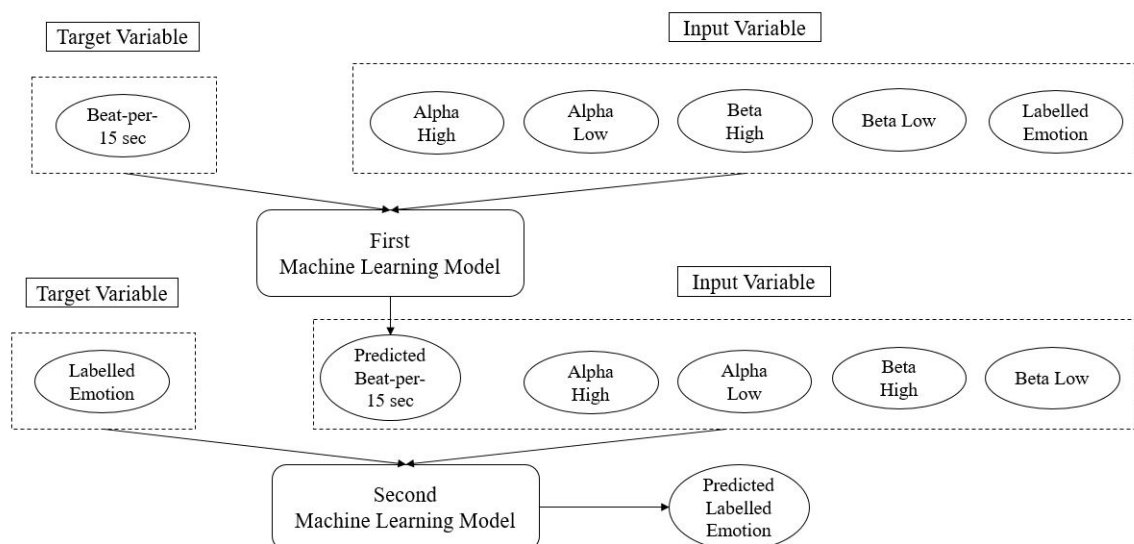 Target Variable
Input Variable
Beat-per-
15 sec
Alpha
High
Alpha
Low
Beta
High
Beta Low
Labelled
Emotion
First
Machine Learning Model
Target Variable
Input Variable
Labelled
Emotion
Predicted
Beat-per-
15 sec
Alpha
High
Alpha
Low
Beta
High
Beta Low
Second
Machine Learning Model
Predicted
Labelled
Emotion